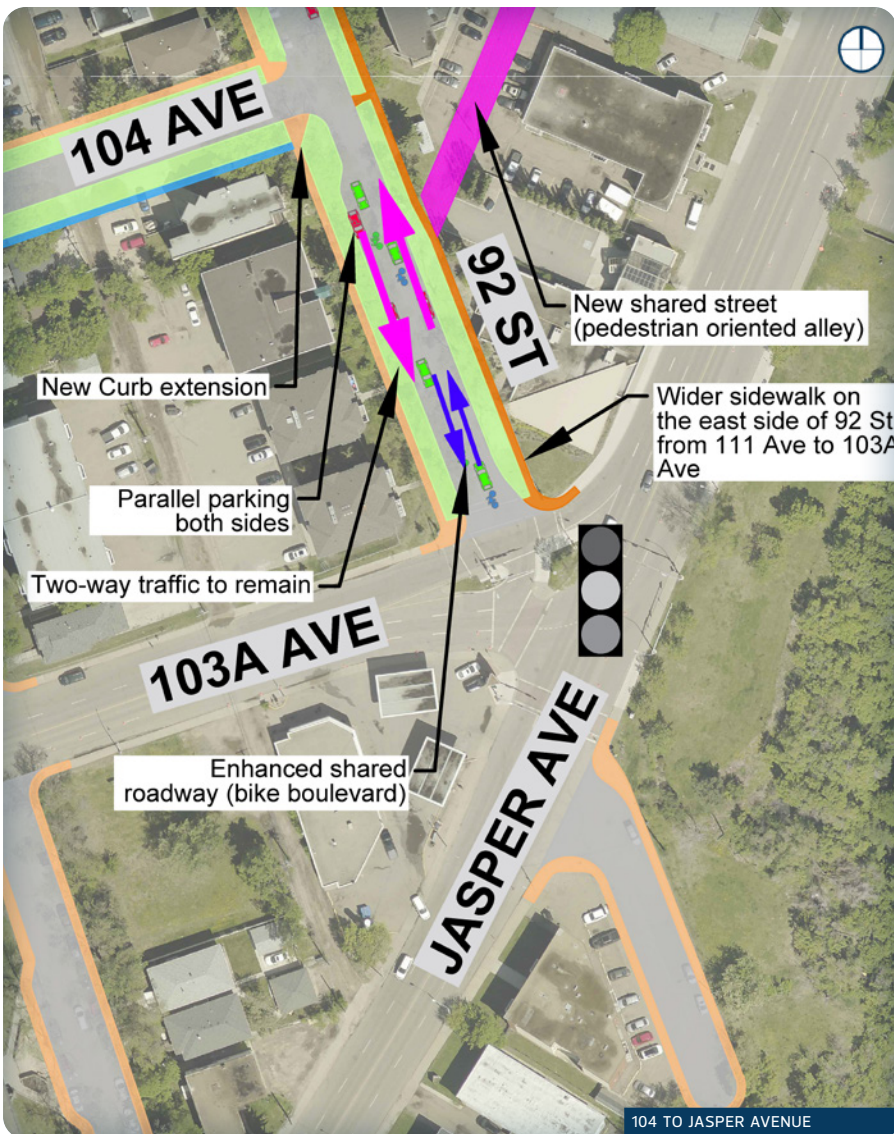 104 AVE
92 ST
New shared street
(pedestrian oriented alley)
New Curb extension
Wider sidewalk on
the east side of 92 St
from 111 Ave to 103A
Ave
Parallel parking
both sides
Two-way traffic to remain
103A AVE
Enhanced shared
roadway (bike boulevard)
JASPER AVE
104 TO JASPER AVENUE